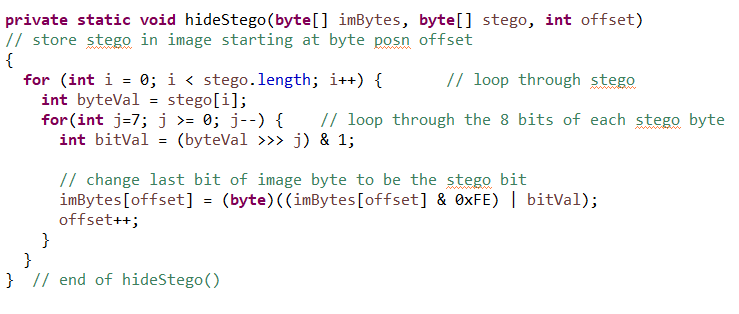 private static void hideStego(byte[] imBytes, byte[] stego, int offset)
// store stego in image starting at byte posn offset
{
  for (int i = 0; i < stego.length; i++) {       // loop through stego
    int byteVal = stego[i];
    for(int j=7; j >= 0; j--) {    // loop through the 8 bits of each stego byte
      int bitVal = (byteVal >>> j) & 1;

      // change last bit of image byte to be the stego bit
      imBytes[offset] = (byte)((imBytes[offset] & 0xFE) | bitVal);
      offset++;
    }
  }
}  // end of hideStego()